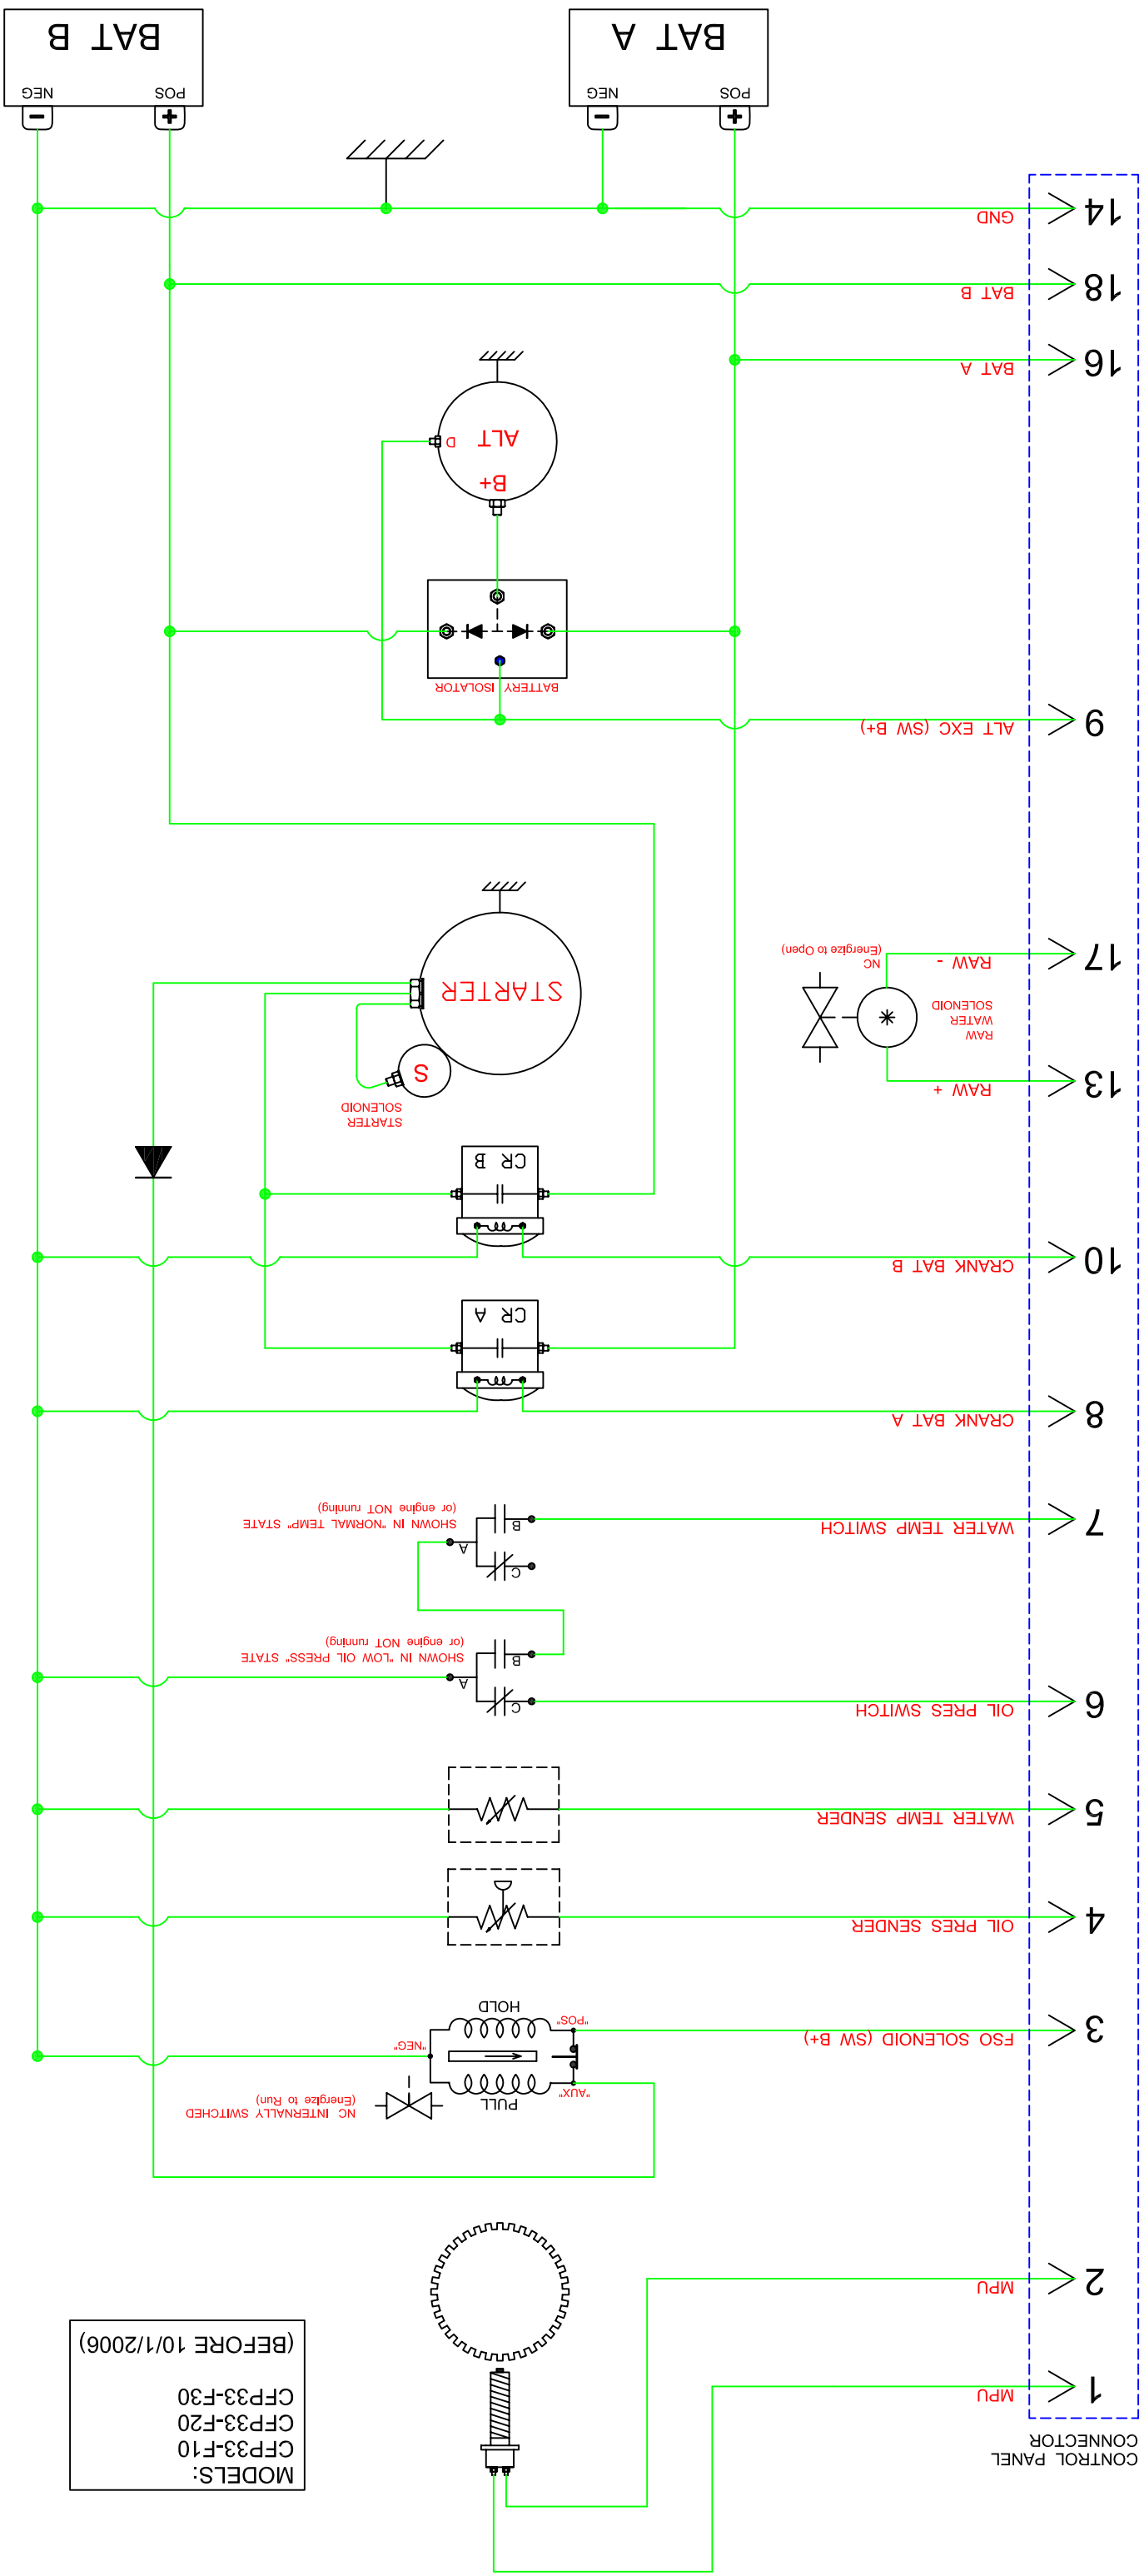 CONTROL PANEL
CONNECTOR
MODELS:
CFP33-F10
CFP33-F20
CFP33-F30
(BEFORE 10/1/2006)
1
MPU
2
MPU
3
FSO SOLENOID (SW B+)
"AUX"
"POS"
"NEG"
PULL
HOLD
NC INTERNALLY SWITCHED
(Energize to Run)
4
OIL PRES SENDER
5
WATER TEMP SENDER
6
OIL PRES SWITCH
C
B
A
SHOWN IN "LOW OIL PRESS" STATE
(or engine NOT running)
7
WATER TEMP SWITCH
C
B
A
SHOWN IN "NORMAL TEMP" STATE
(or engine NOT running)
8
CRANK BAT A
CR A
10
CRANK BAT B
CR B
13
RAW +
RAW
WATER
SOLENOID
17
RAW -
NC
(Energize to Open)
STARTER
SOLENOID
S
STARTER
9
ALT EXC (SW B+)
BATTERY ISOLATOR
B+
ALT
D
16
BAT A
18
BAT B
14
GND
POS
NEG
BAT A
POS
NEG
BAT B